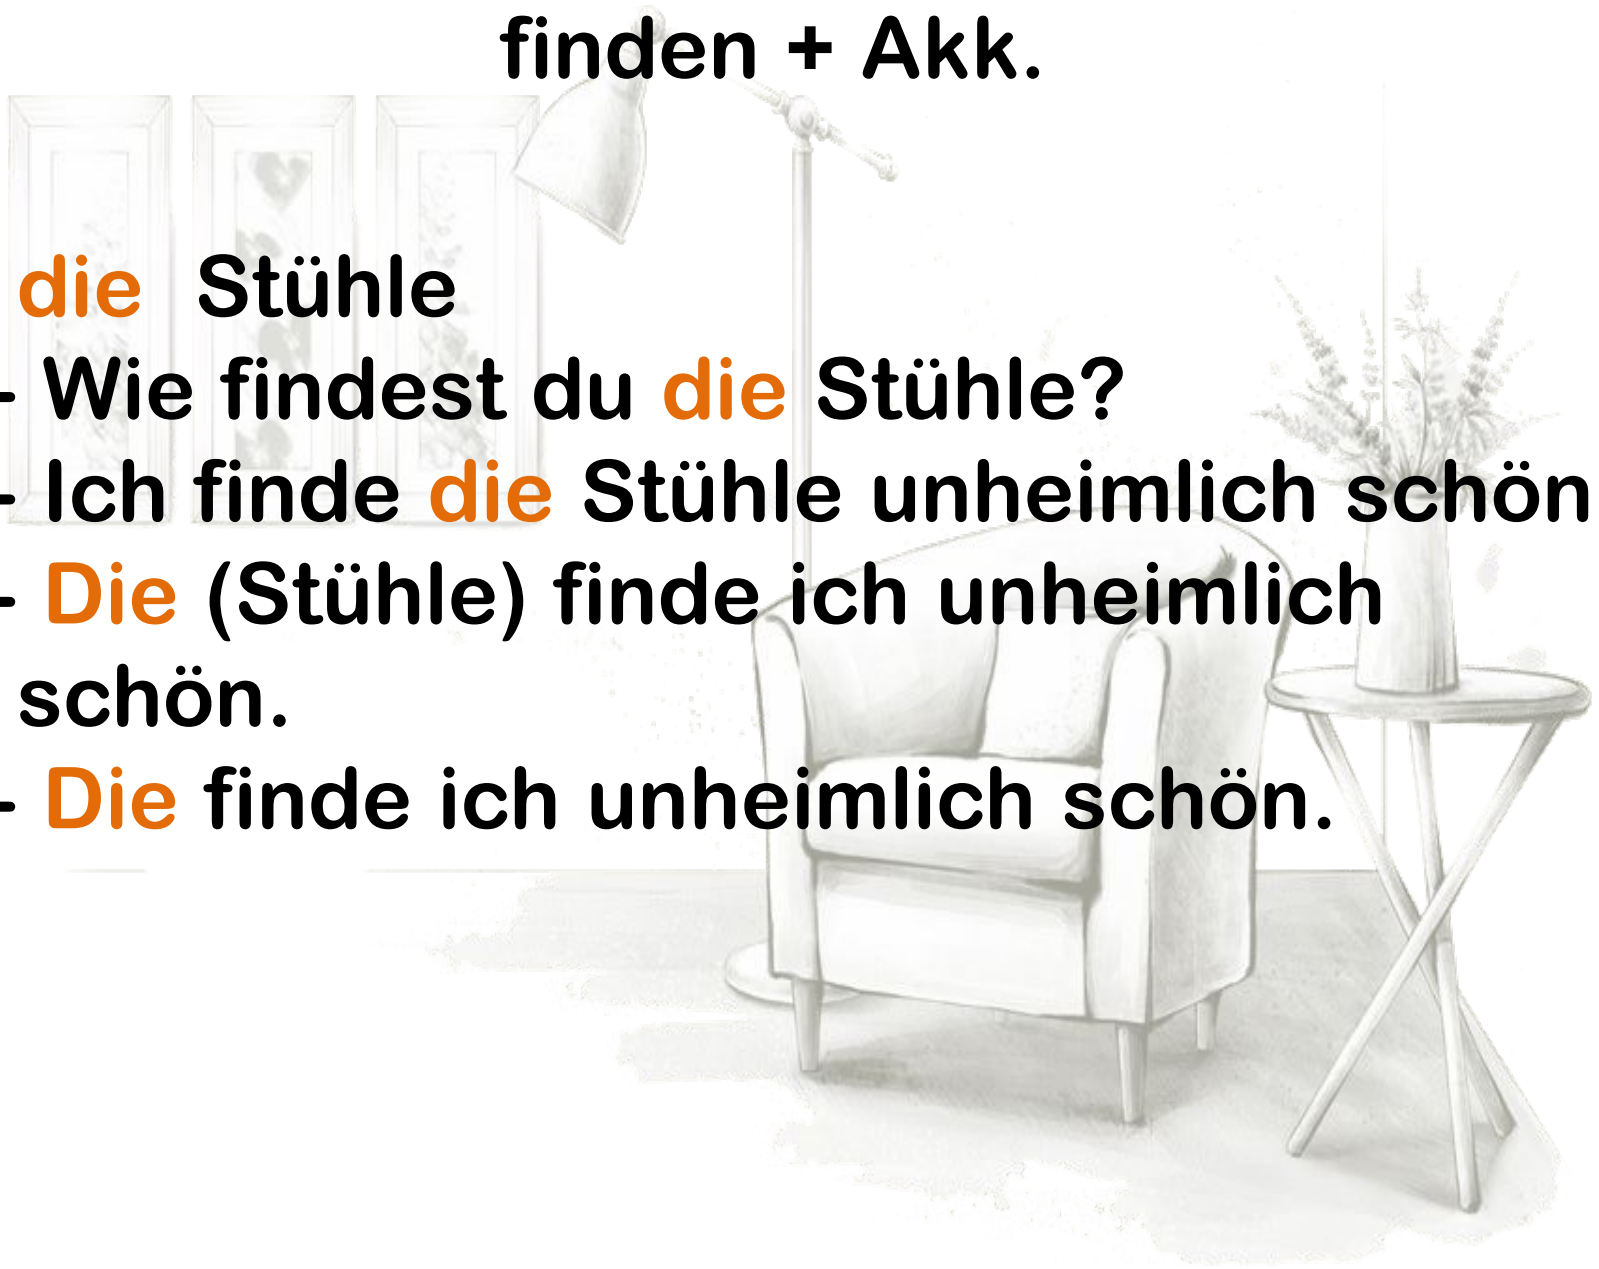 finden + Akk.
die Stühle
- Wie findest du die Stühle?
- Ich finde die Stühle unheimlich schön
- Die (Stühle) finde ich unheimlich
schön.
- Die finde ich unheimlich schön.